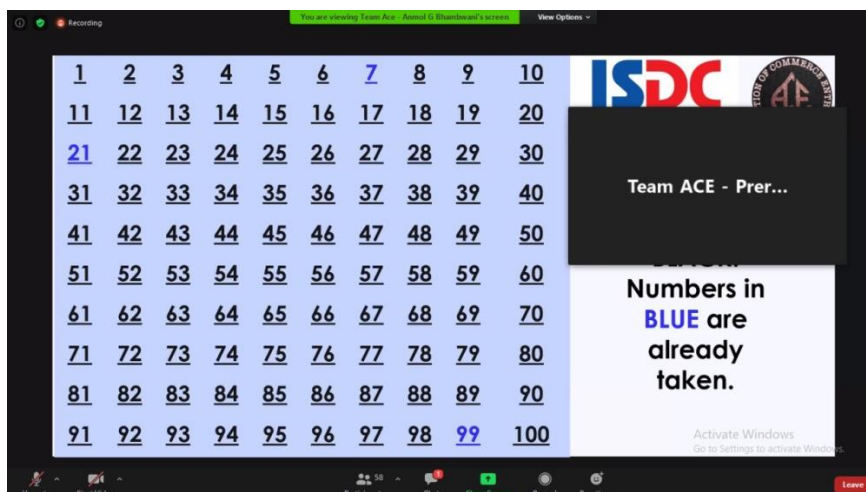 Recording
You are viewing Team Ace - Anmol G Bhambwani's screen
View Options
1 2 3 4 5 6 7 8 9 10
11 12 13 14 15 16 17 18 19 20
21 22 23 24 25 26 27 28 29 30
31 32 33 34 35 36 37 38 39 40
41 42 43 44 45 46 47 48 49 50
51 52 53 54 55 56 57 58 59 60
61 62 63 64 65 66 67 68 69 70
71 72 73 74 75 76 77 78 79 80
81 82 83 84 85 86 87 88 89 90
91 92 93 94 95 96 97 98 99 100
ISDC
OF COMMERCE
Team ACE - Prer...
Numbers in
BLUE are
already
taken.
Activate Windows
Go to Settings to activate Windows.
58
1
Leave